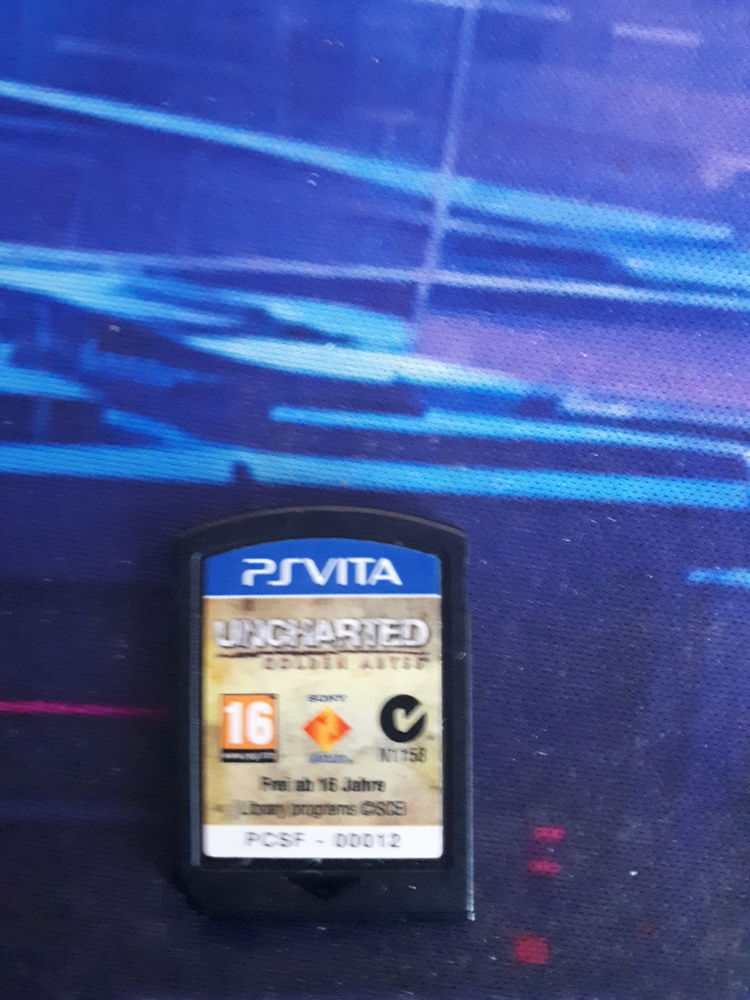 PSVITA
UNCHARTED
GOLDEN ABYSS
16
SONY
N1158
Frei ab 16 Jahre
Library programs ©SCEI
PCSF - 00012